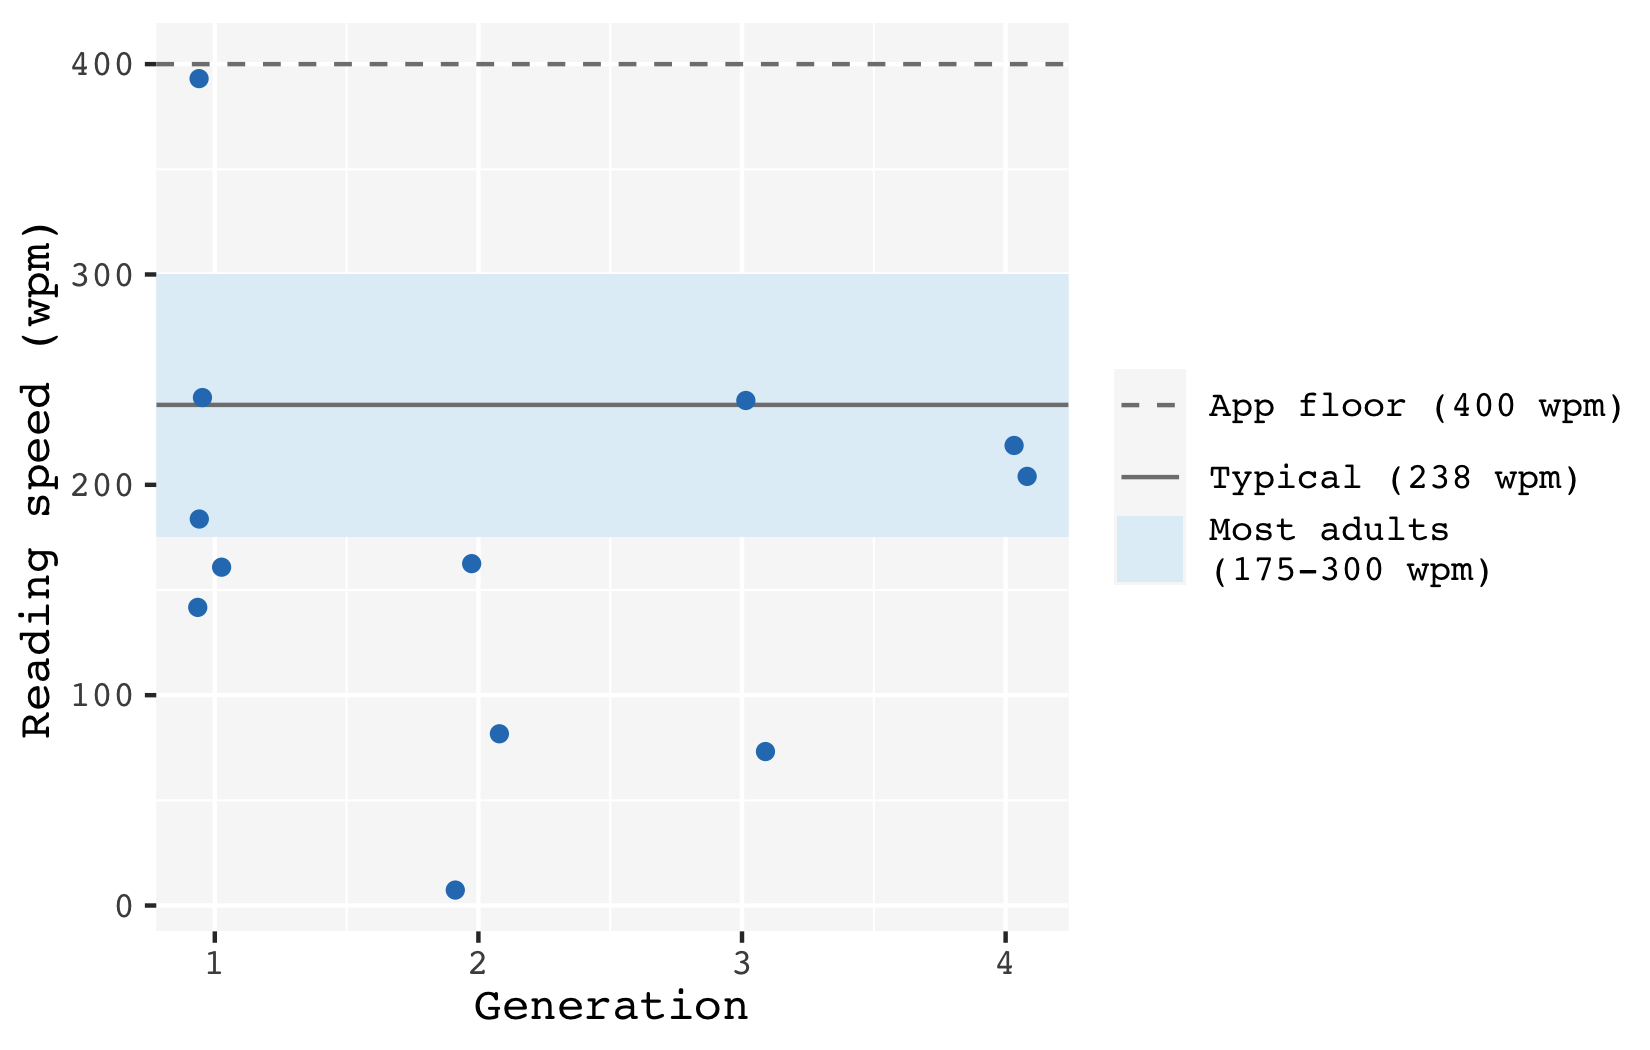 400
300
200
100
0
Reading speed (wpm)
1 2 3 4
Generation
App floor (400 wpm)
Typical (238 wpm)
Most adults
(175–300 wpm)